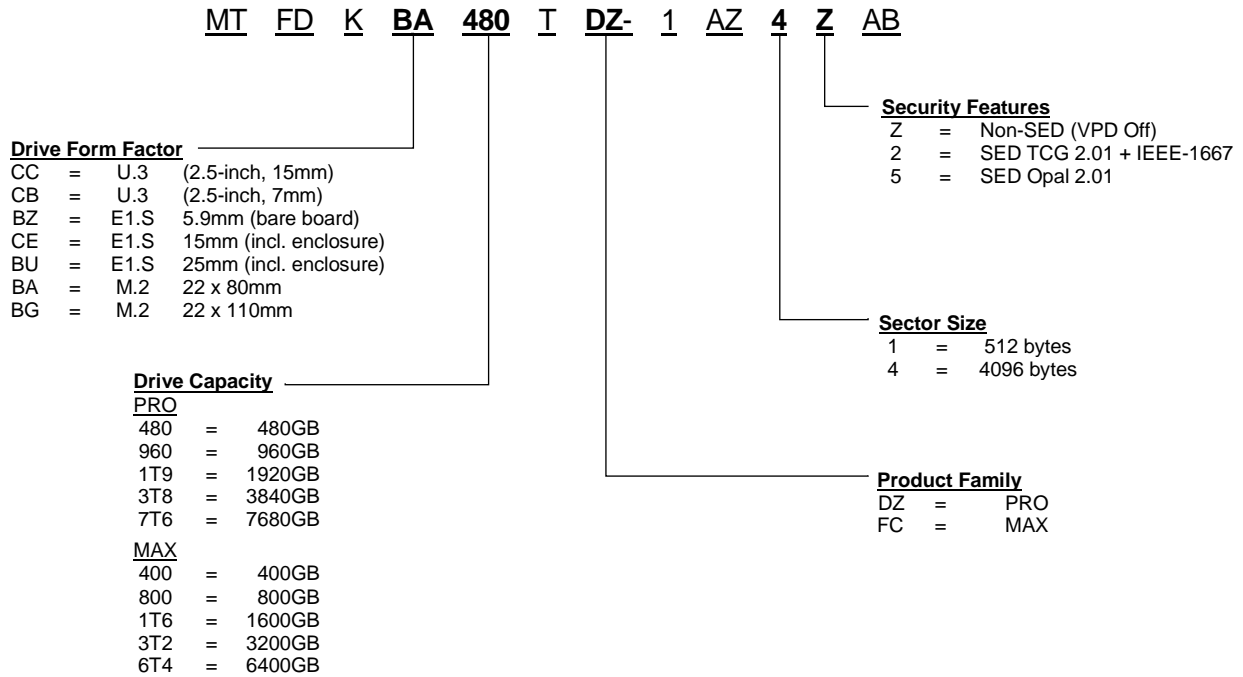 MT FD K BA 480 T DZ- 1 AZ 4 Z AB
Drive Form Factor
CC = U.3 (2.5-inch, 15mm)
CB = U.3 (2.5-inch, 7mm)
BZ = E1.S 5.9mm (bare board)
CE = E1.S 15mm (incl. enclosure)
BU = E1.S 25mm (incl. enclosure)
BA = M.2 22 x 80mm
BG = M.2 22 x 110mm
Drive Capacity
PRO
480 = 480GB
960 = 960GB
1T9 = 1920GB
3T8 = 3840GB
7T6 = 7680GB
MAX
400 = 400GB
800 = 800GB
1T6 = 1600GB
3T2 = 3200GB
6T4 = 6400GB
Security Features
Z = Non-SED (VPD Off)
2 = SED TCG 2.01 + IEEE-1667
5 = SED Opal 2.01
Sector Size
1 = 512 bytes
4 = 4096 bytes
Product Family
DZ = PRO
FC = MAX